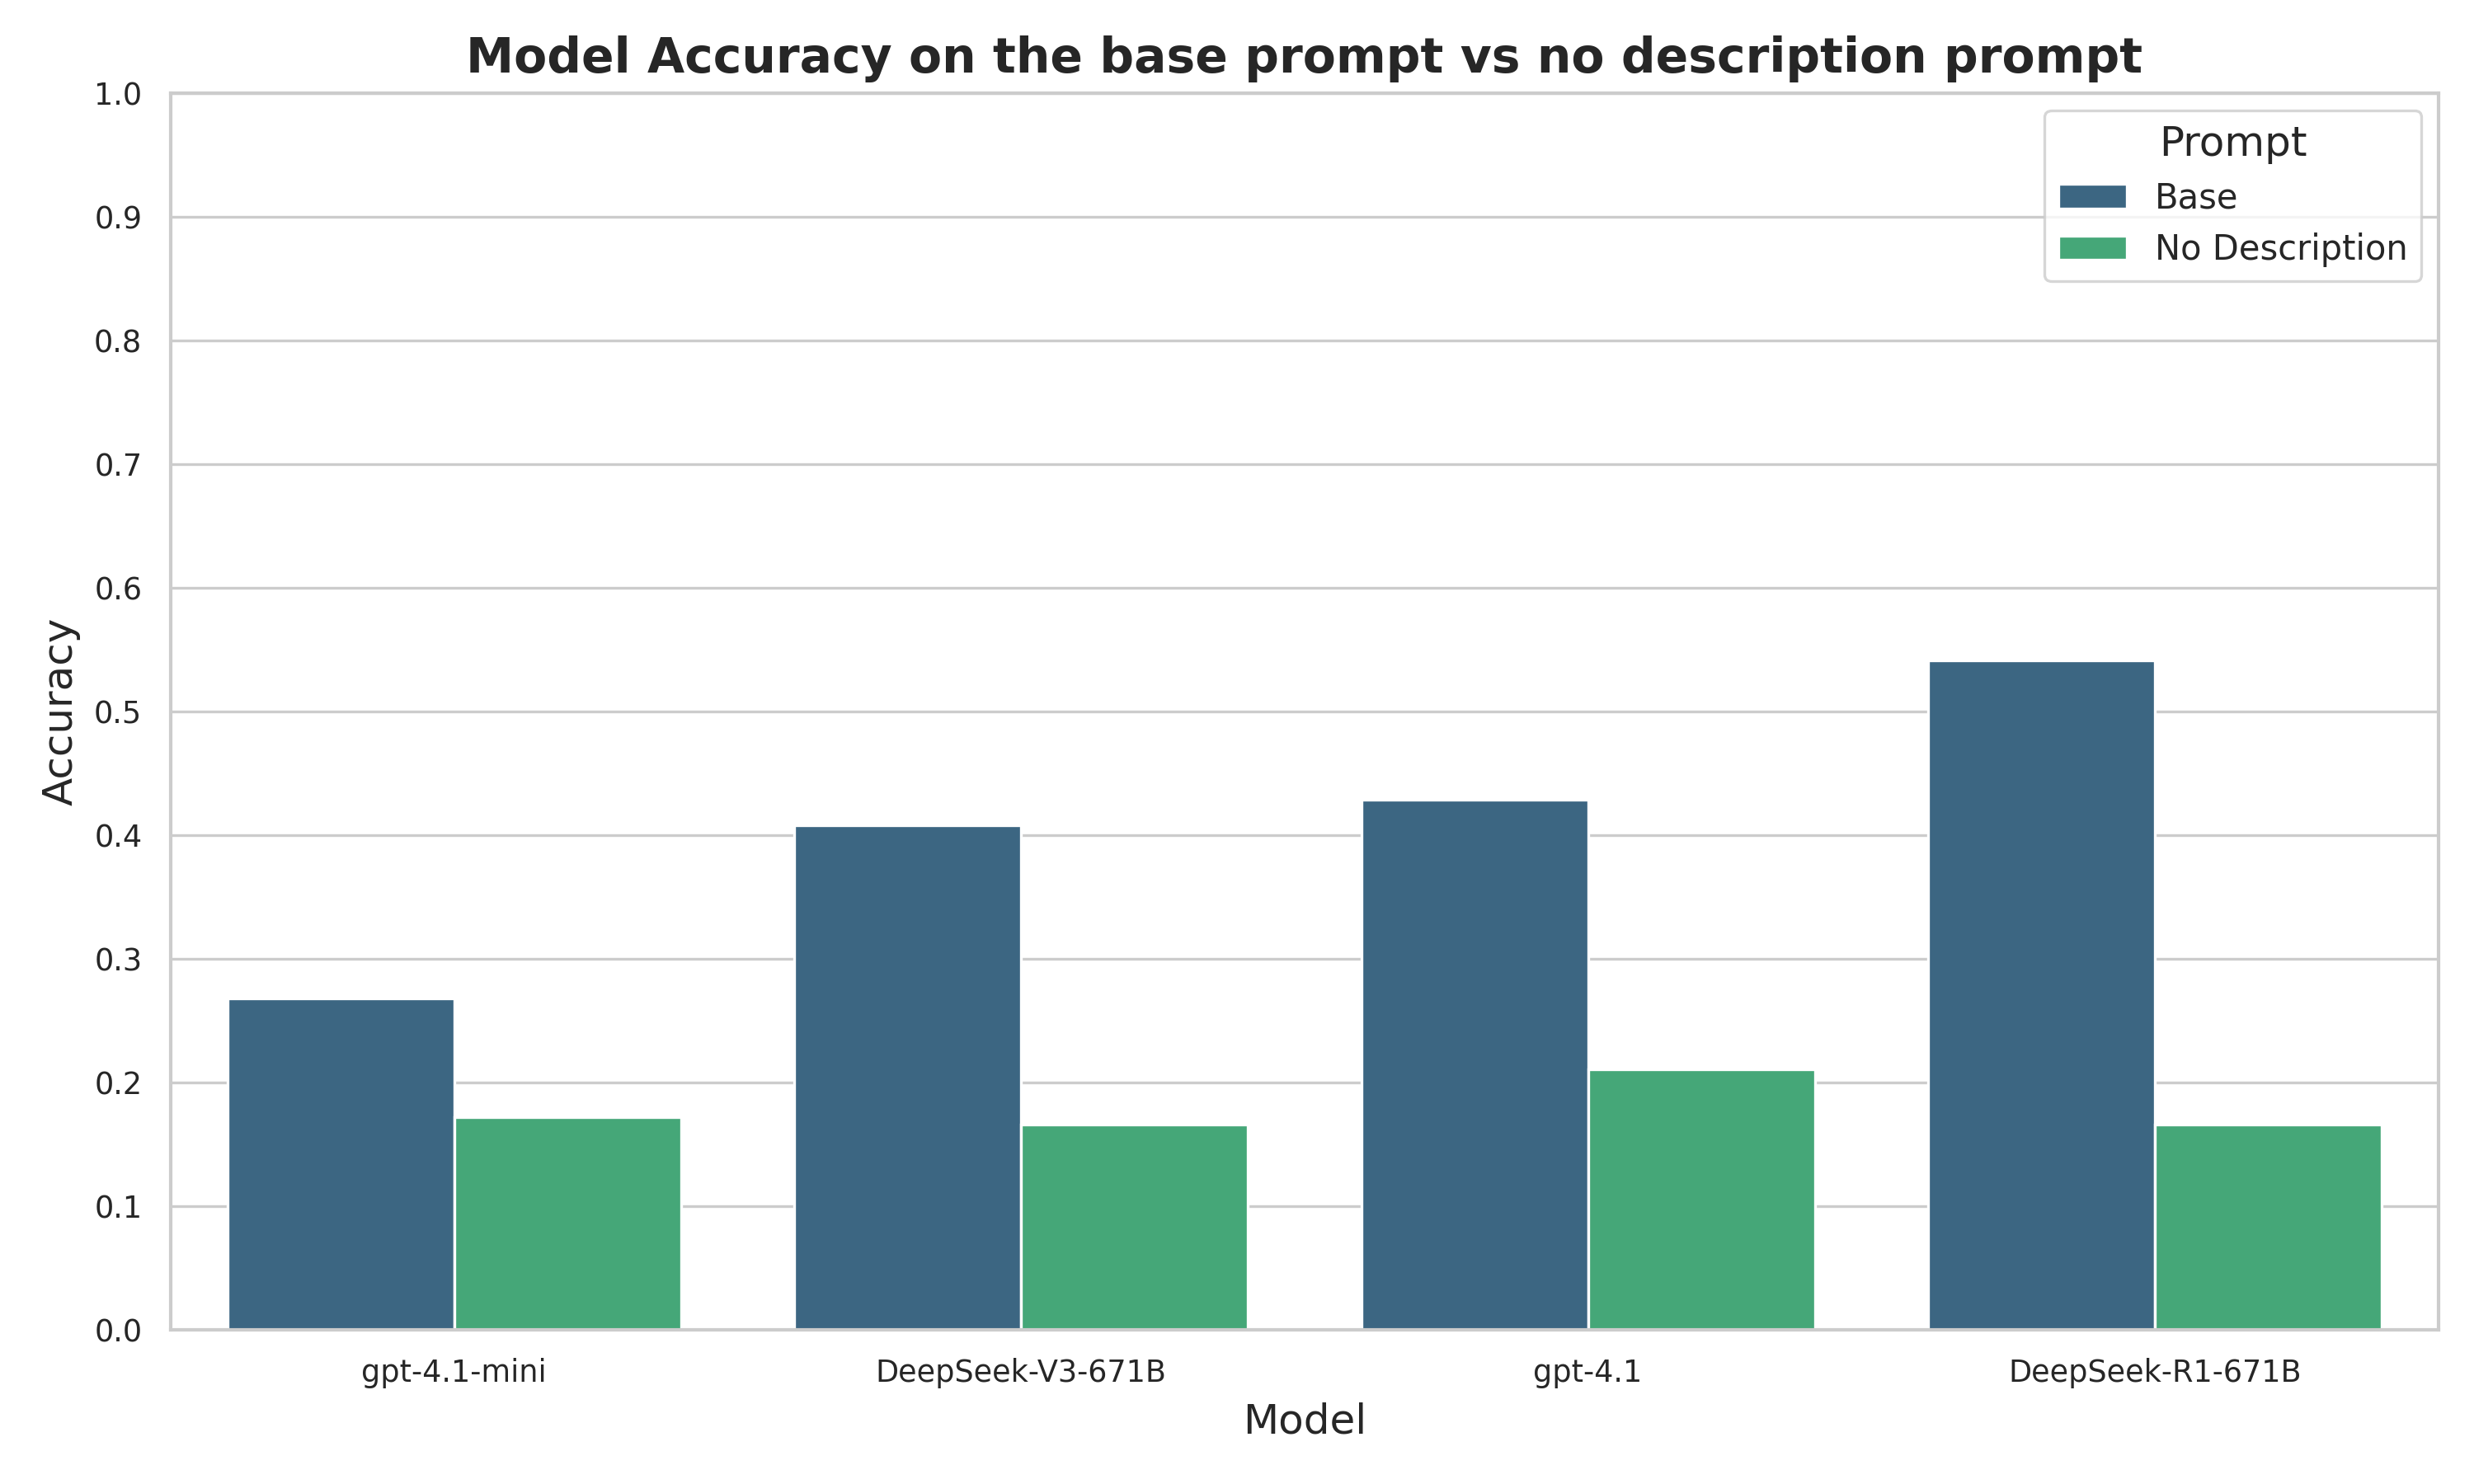 Model Accuracy on the base prompt vs no description prompt
1.0
0.9
0.8
0.7
0.6
0.5
0.4
0.3
0.2
0.1
0.0
Accuracy
Prompt
Base
No Description
gpt-4.1-mini
DeepSeek-V3-671B
gpt-4.1
DeepSeek-R1-671B
Model